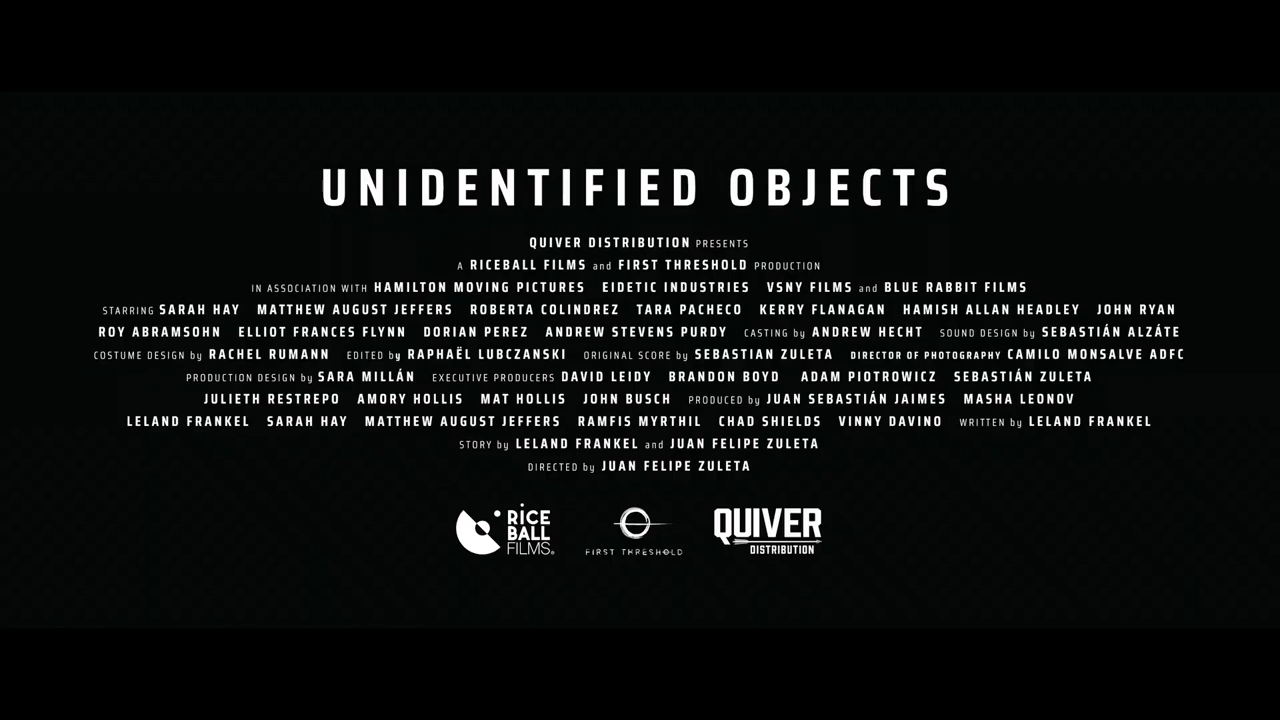 UNIDENTIFIED OBJECTS
QUIVER DISTRIBUTION PRESENTS
A RICEBALL FILMS and FIRST THRESHOLD PRODUCTION
IN ASSOCIATION WITH HAMILTON MOVING PICTURES EIDETIC INDUSTRIES VSNY FILMS and BLUE RABBIT FILMS
STARRING SARAH HAY MATTHEW AUGUST JEFFERS ROBERTA COLINDREZ TARA PACHECO KERRY FLANAGAN HAMISH ALLAN HEADLEY JOHN RYAN
ROY ABRAMSOHN ELLIOT FRANCES FLYNN DORIAN PEREZ ANDREW STEVENS PURDY CASTING by ANDREW HECHT SOUND DESIGN by SEBASTIÁN ALZÁTE
COSTUME DESIGN by RACHEL RUMANN EDITED by RAPHAËL LUBCZANSKI ORIGINAL SCORE by SEBASTIAN ZULETA DIRECTOR OF PHOTOGRAPHY CAMILO MONSALVE ADFC
PRODUCTION DESIGN by SARA MILLÁN EXECUTIVE PRODUCERS DAVID LEIDY BRANDON BOYD ADAM PIOTROWICZ SEBASTIÁN ZULETA
JULIETH RESTREPO AMORY HOLLIS MAT HOLLIS JOHN BUSCH PRODUCED by JUAN SEBASTIÁN JAIMES MASHA LEONOV
LELAND FRANKEL SARAH HAY MATTHEW AUGUST JEFFERS RAMFIS MYRTHIL CHAD SHIELDS VINNY DAVINO WRITTEN by LELAND FRANKEL
STORY by LELAND FRANKEL and JUAN FELIPE ZULETA
DIRECTED by JUAN FELIPE ZULETA
RICE
BALL
FILMS®
FIRST THRESHOLD
QUIVER
DISTRIBUTION